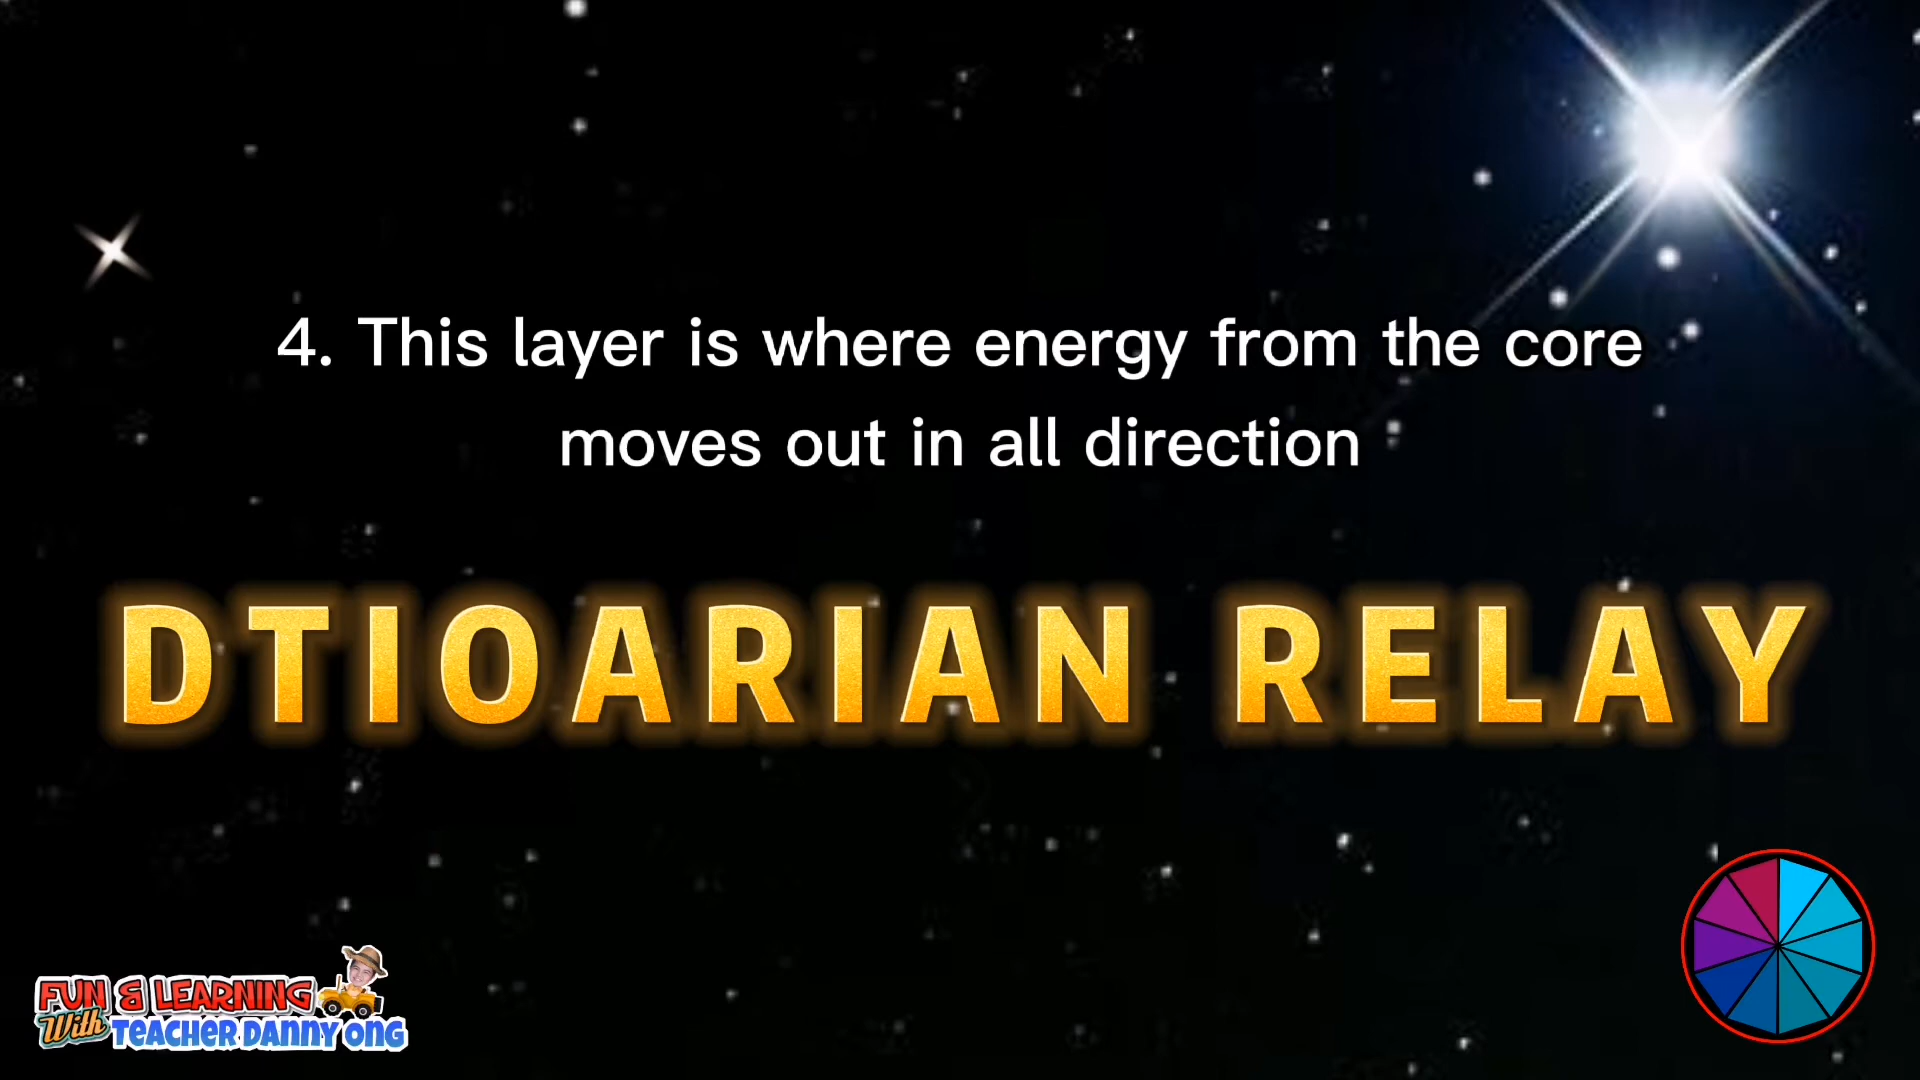 4. This layer is where energy from the core
moves out in all direction
DTIOARIAN RELAY
FUN & LEARNING
With TEACHER DANNY ONG